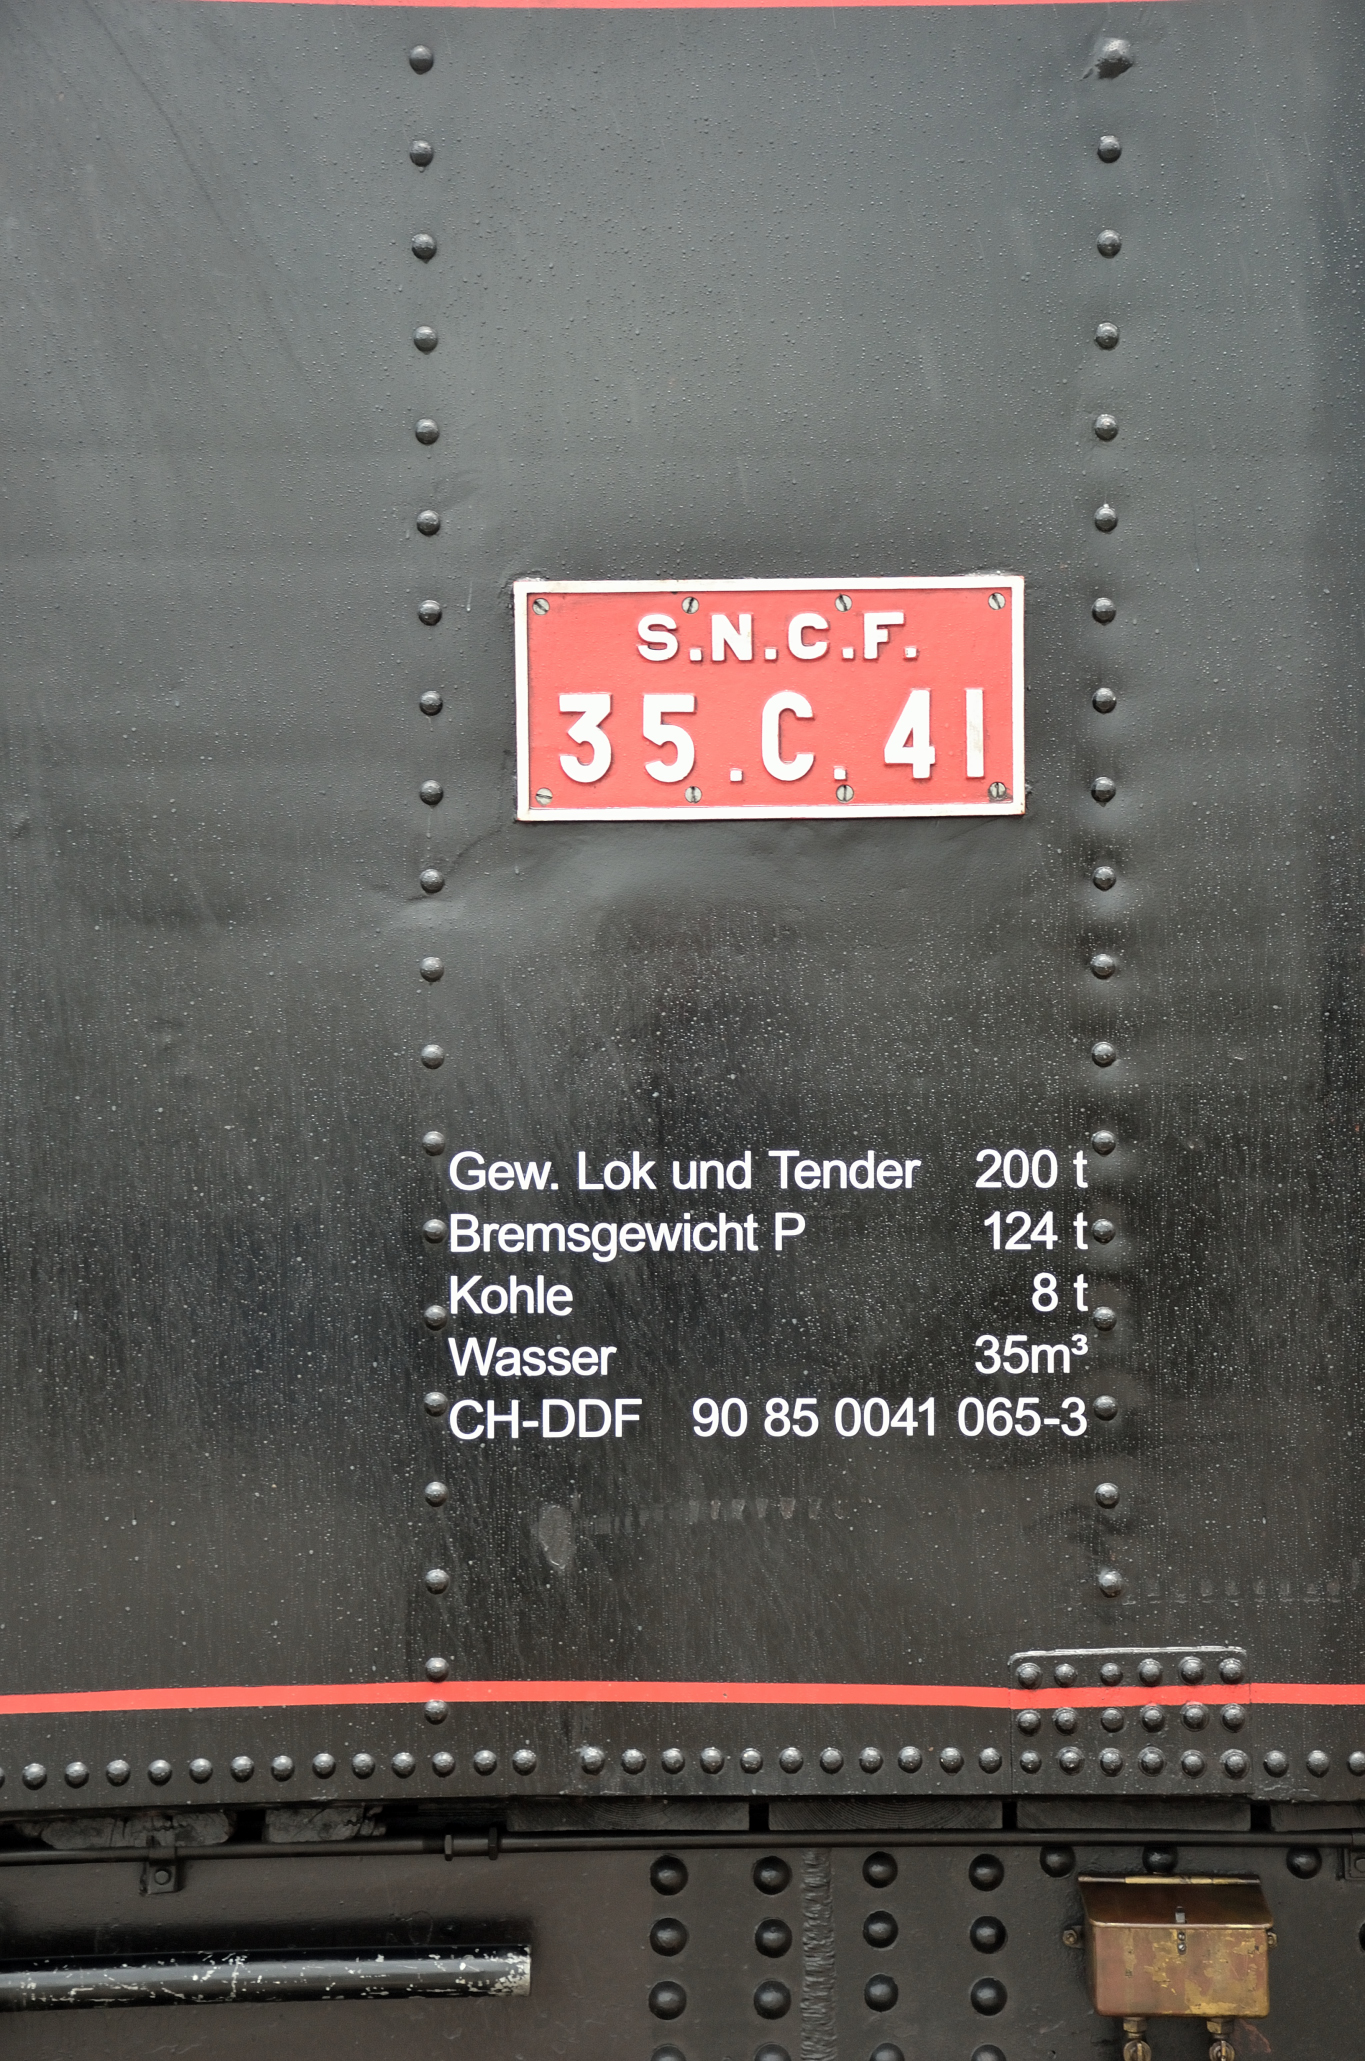 S.N.C.F.
35.C.41
Gew. Lok und Tender 200 t
Bremsgewicht P 124 t
Kohle 8 t
Wasser 35m³
CH-DDF 90 85 0041 065-3